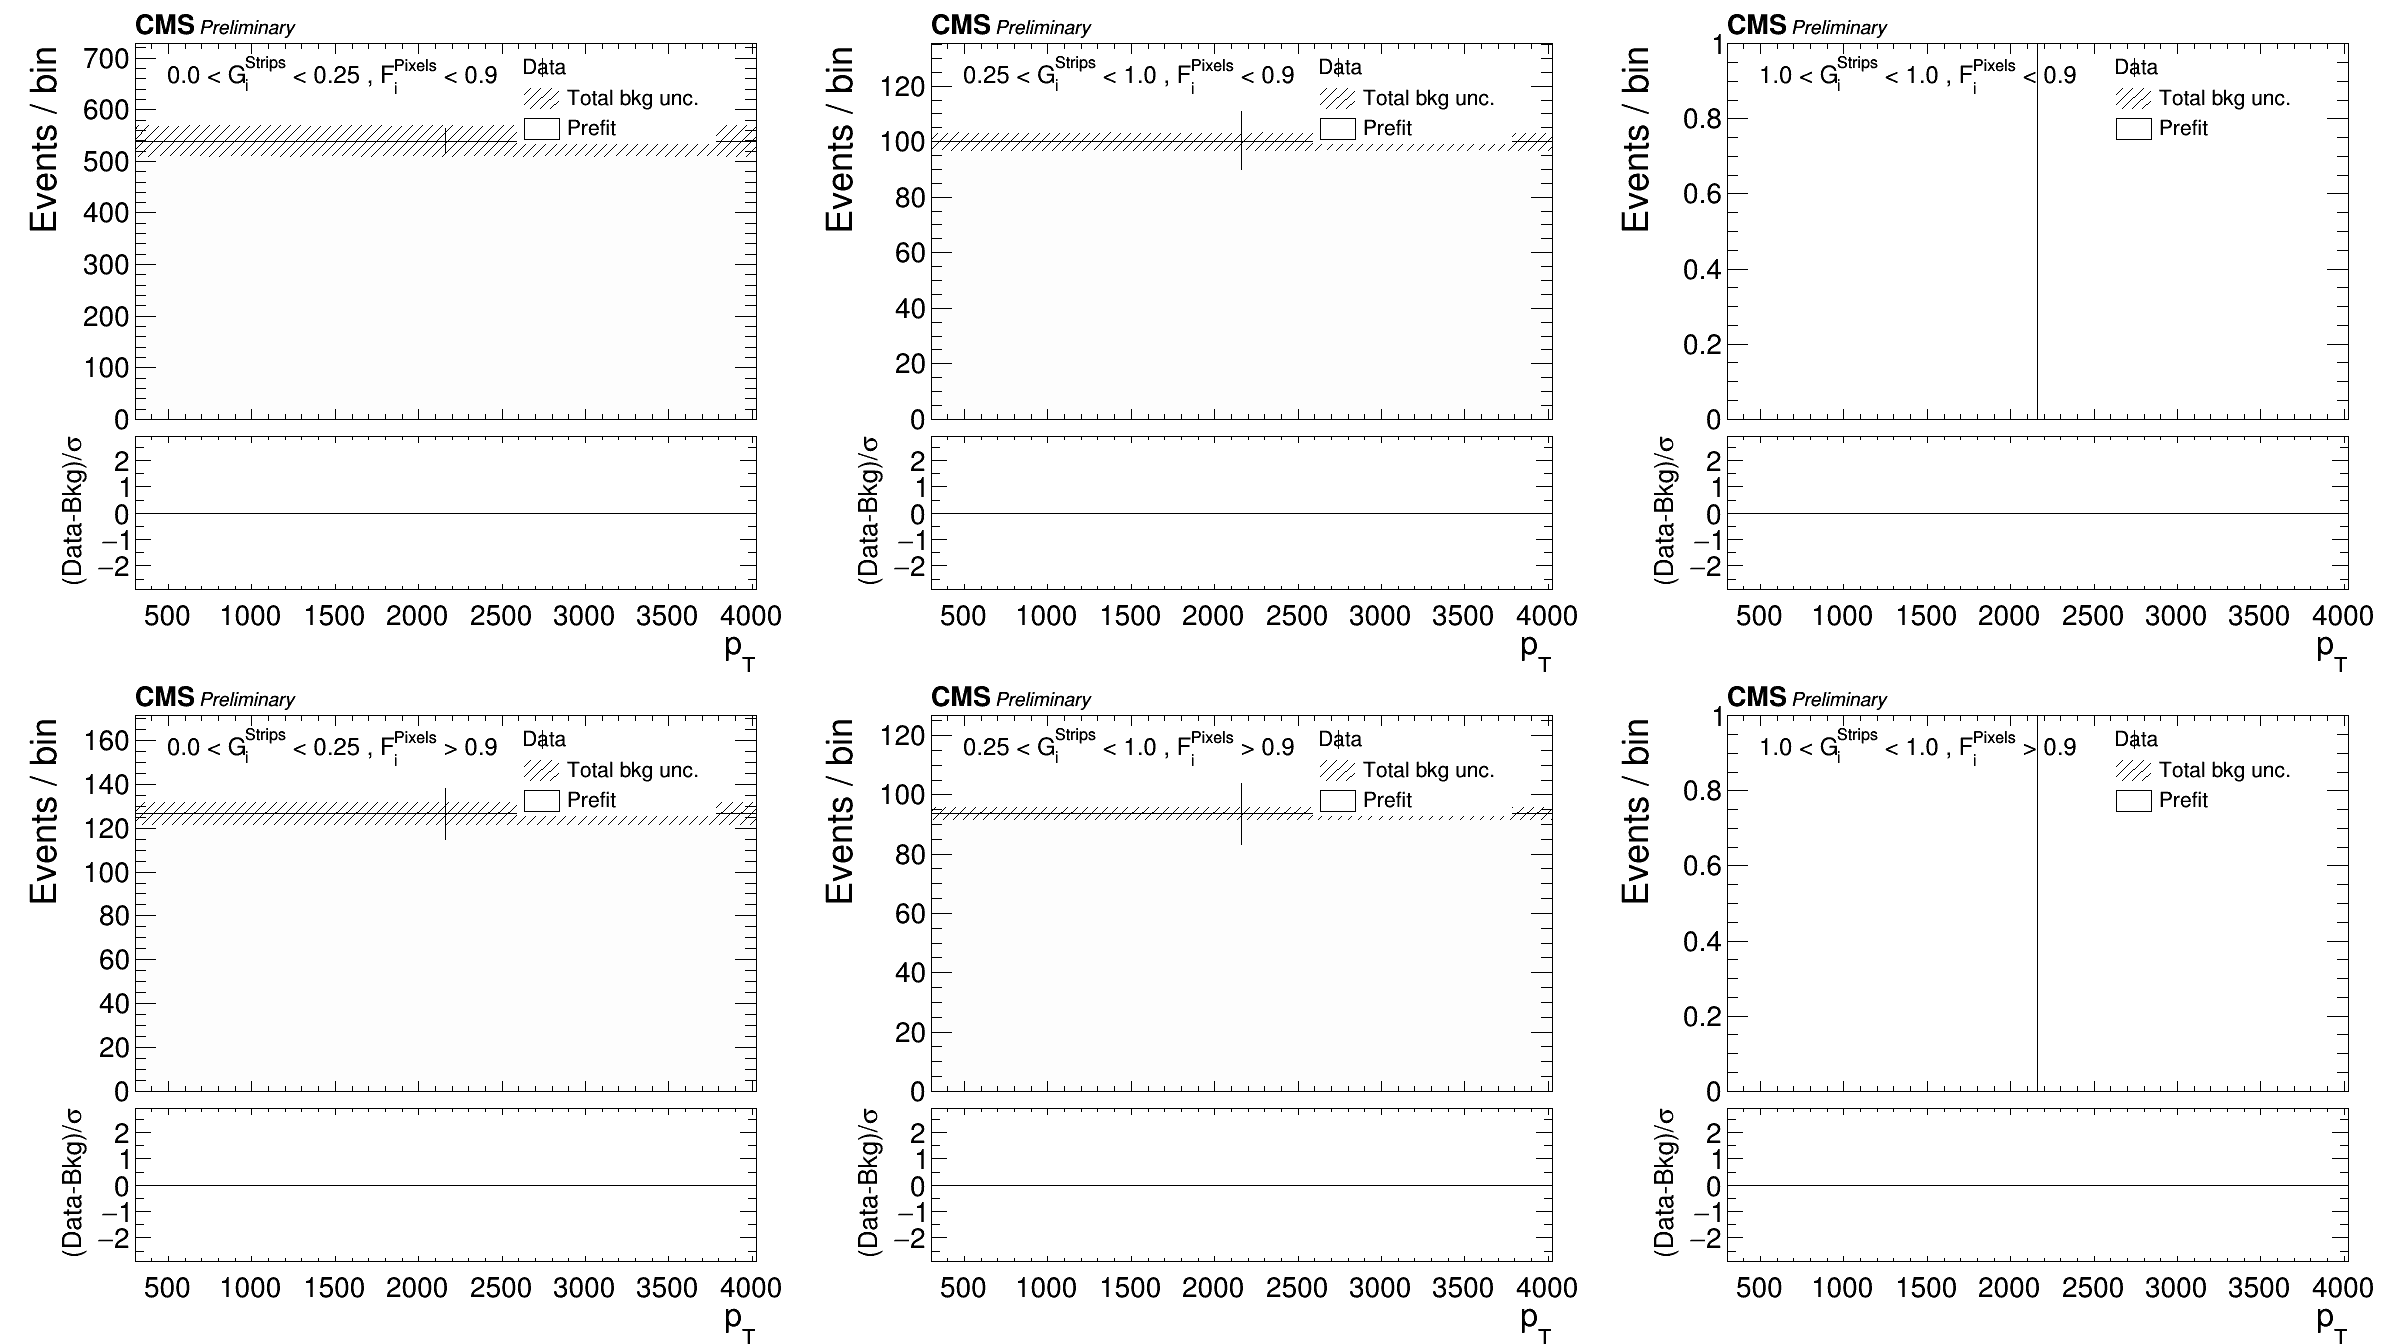 CMS Preliminary
Events / bin
700
600
500
400
300
200
100
0
0.0 < G_i^Strips < 0.25 , F_i^Pixels < 0.9
Data
Total bkg unc.
Prefit
(Data-Bkg)/σ
2
1
0
−1
−2
500 1000 1500 2000 2500 3000 3500 4000
p_T
CMS Preliminary
Events / bin
120
100
80
60
40
20
0
0.25 < G_i^Strips < 1.0 , F_i^Pixels < 0.9
Data
Total bkg unc.
Prefit
(Data-Bkg)/σ
2
1
0
−1
−2
500 1000 1500 2000 2500 3000 3500 4000
p_T
CMS Preliminary
Events / bin
1
0.8
0.6
0.4
0.2
0
1.0 < G_i^Strips < 1.0 , F_i^Pixels < 0.9
Data
Total bkg unc.
Prefit
(Data-Bkg)/σ
2
1
0
−1
−2
500 1000 1500 2000 2500 3000 3500 4000
p_T
CMS Preliminary
Events / bin
160
140
120
100
80
60
40
20
0
0.0 < G_i^Strips < 0.25 , F_i^Pixels > 0.9
Data
Total bkg unc.
Prefit
(Data-Bkg)/σ
2
1
0
−1
−2
500 1000 1500 2000 2500 3000 3500 4000
p_T
CMS Preliminary
Events / bin
120
100
80
60
40
20
0
0.25 < G_i^Strips < 1.0 , F_i^Pixels > 0.9
Data
Total bkg unc.
Prefit
(Data-Bkg)/σ
2
1
0
−1
−2
500 1000 1500 2000 2500 3000 3500 4000
p_T
CMS Preliminary
Events / bin
1
0.8
0.6
0.4
0.2
0
1.0 < G_i^Strips < 1.0 , F_i^Pixels > 0.9
Data
Total bkg unc.
Prefit
(Data-Bkg)/σ
2
1
0
−1
−2
500 1000 1500 2000 2500 3000 3500 4000
p_T